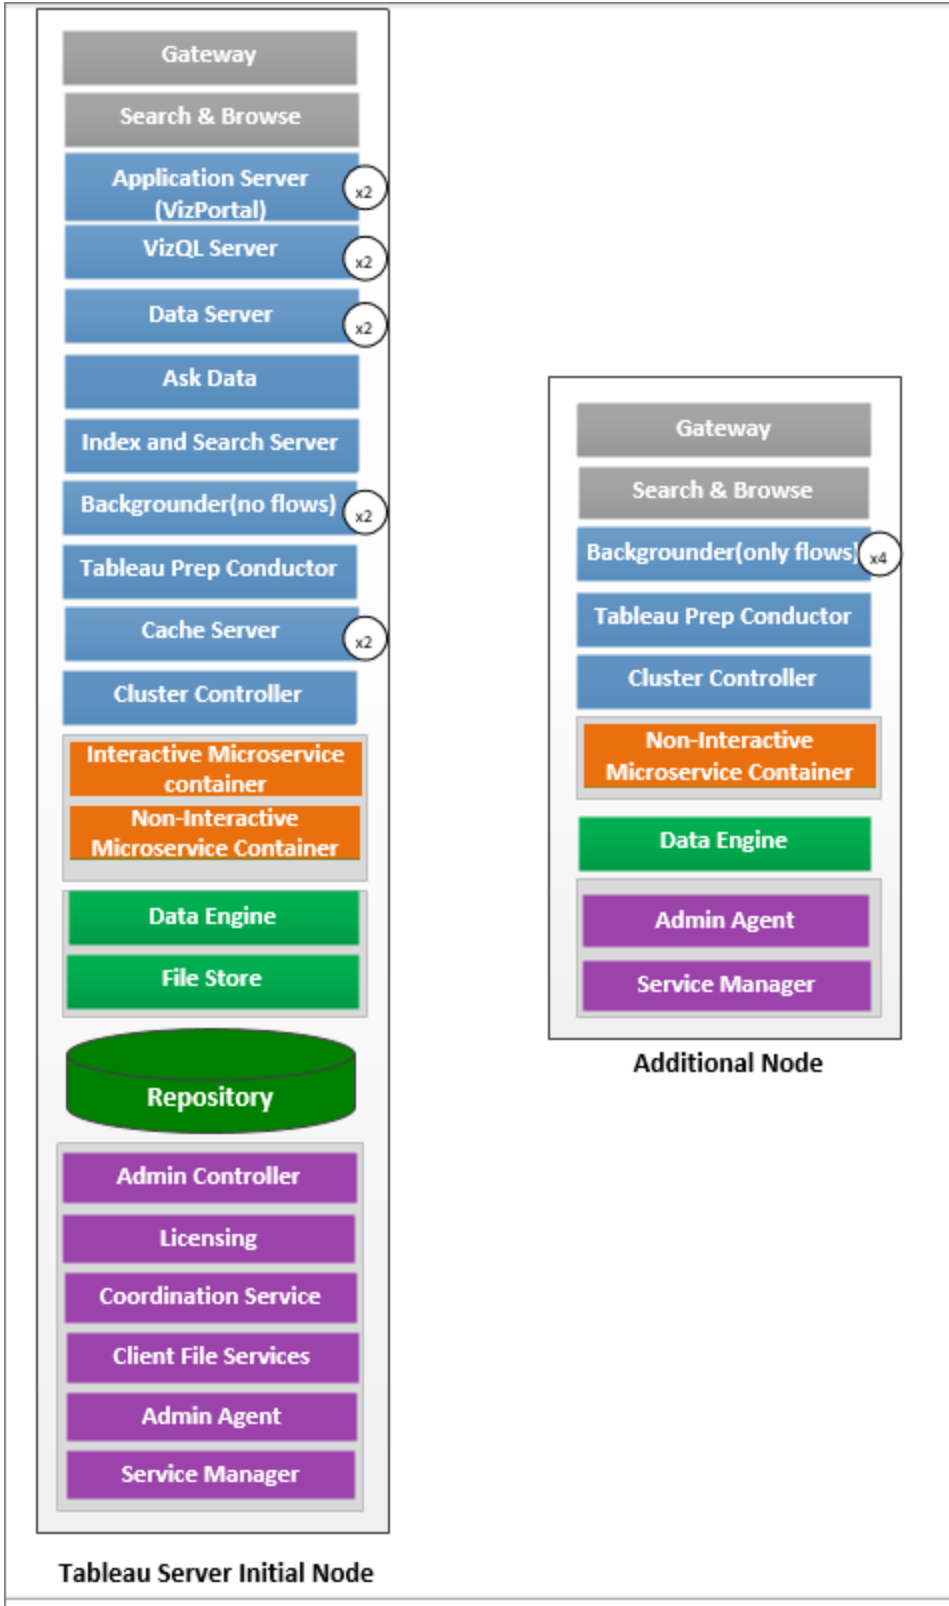 Gateway
Search & Browse
Application Server
(VizPortal)
x2
VizQL Server
x2
Data Server
x2
Ask Data
Index and Search Server
Backgrounder(no flows)
x2
Tableau Prep Conductor
Cache Server
x2
Cluster Controller
Interactive Microservice
container
Non-Interactive
Microservice Container
Data Engine
File Store
Repository
Admin Controller
Licensing
Coordination Service
Client File Services
Admin Agent
Service Manager
Tableau Server Initial Node
Gateway
Search & Browse
Backgrounder(only flows)
x4
Tableau Prep Conductor
Cluster Controller
Non-Interactive
Microservice Container
Data Engine
Admin Agent
Service Manager
Additional Node